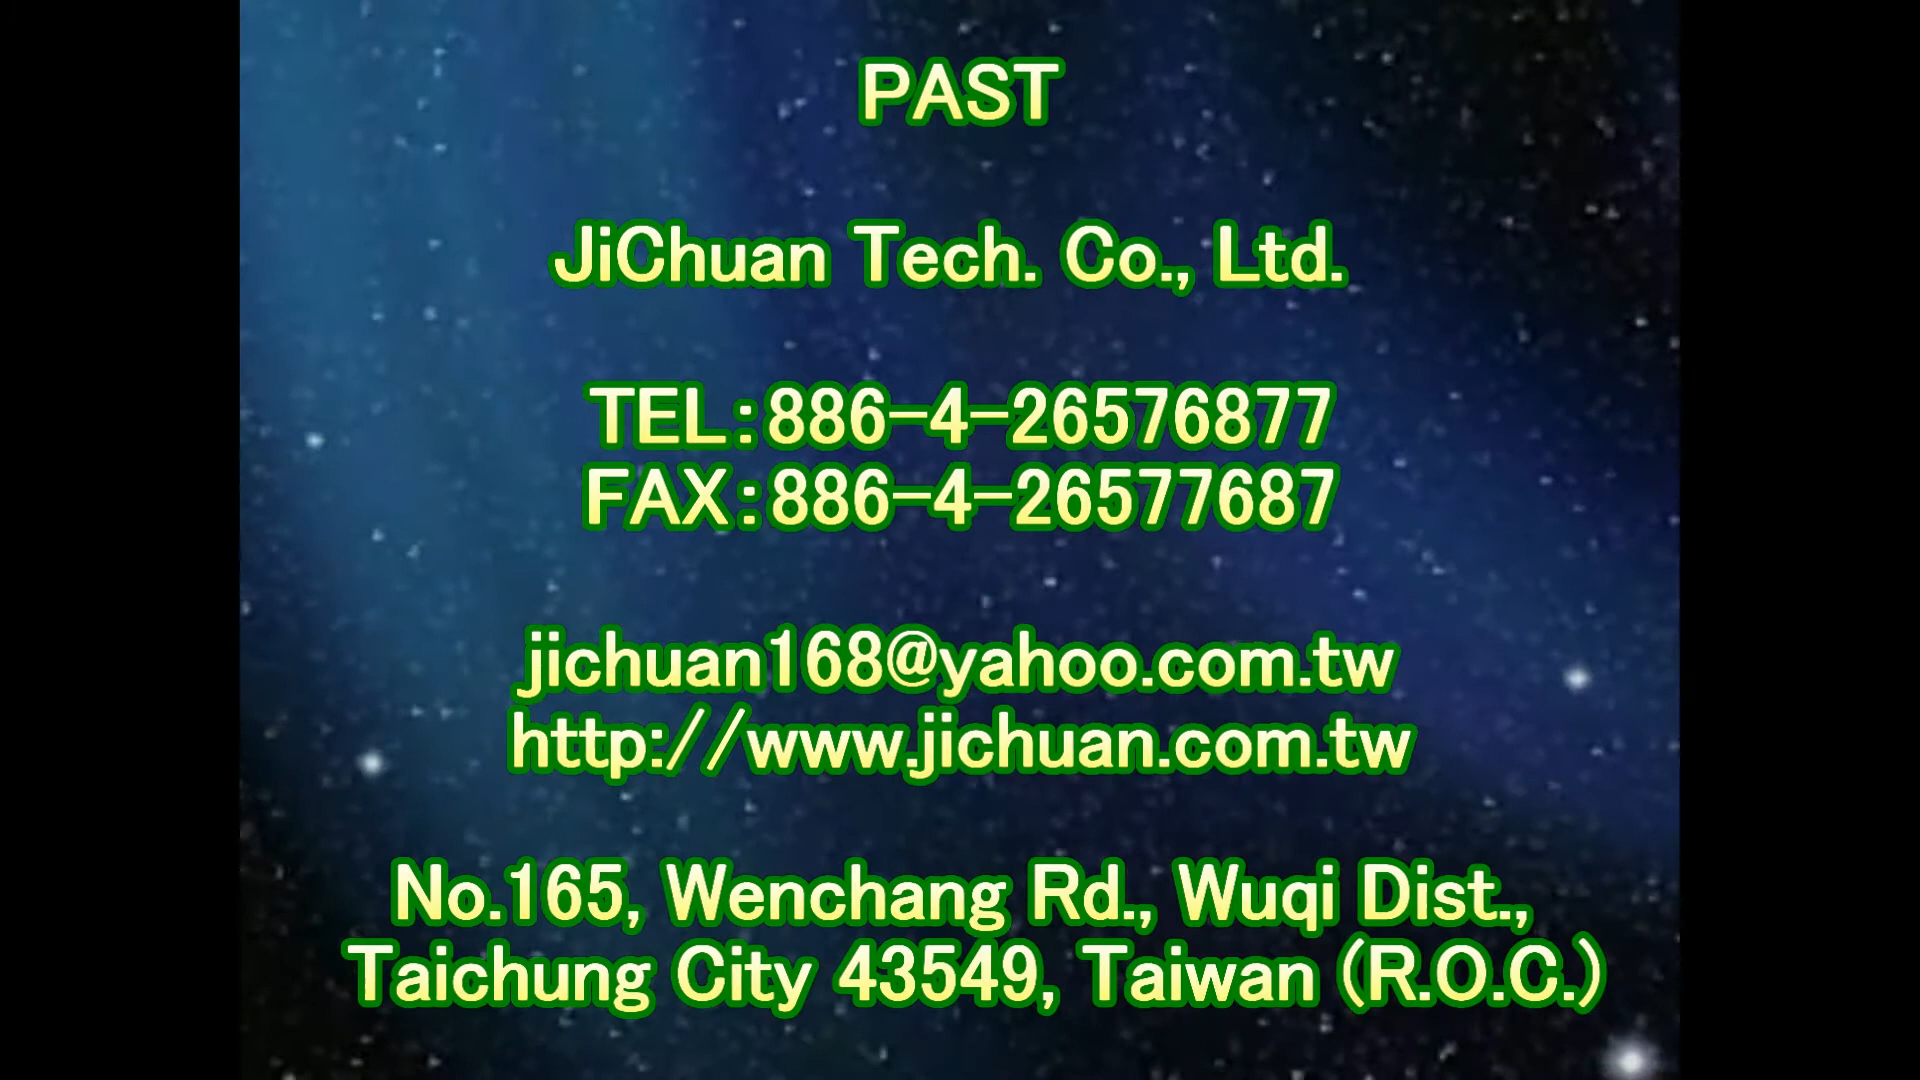 PAST
JiChuan Tech. Co., Ltd.
TEL:886-4-26576877
FAX:886-4-26577687
jichuan168@yahoo.com.tw
http://www.jichuan.com.tw
No.165, Wenchang Rd., Wuqi Dist.,
Taichung City 43549, Taiwan (R.O.C.)